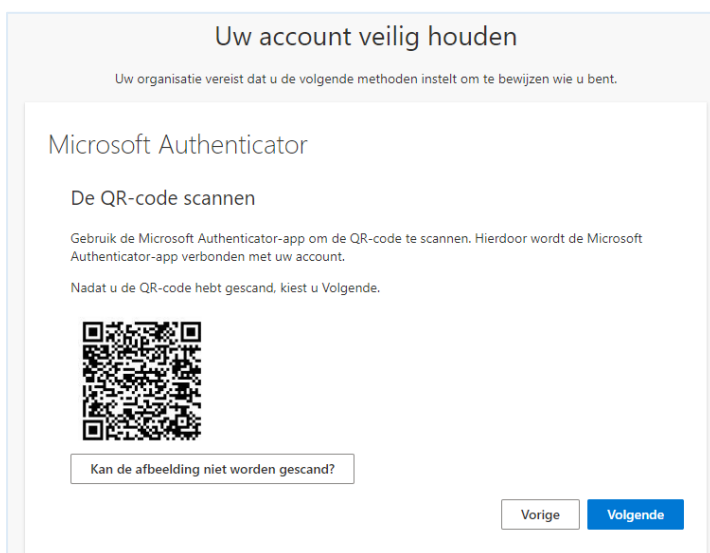 Uw account veilig houden
Uw organisatie vereist dat u de volgende methoden instelt om te bewijzen wie u bent.
Microsoft Authenticator
De QR-code scannen
Gebruik de Microsoft Authenticator-app om de QR-code te scannen. Hierdoor wordt de Microsoft
Authenticator-app verbonden met uw account.
Nadat u de QR-code hebt gescand, kiest u Volgende.
Kan de afbeelding niet worden gescand?
Vorige
Volgende